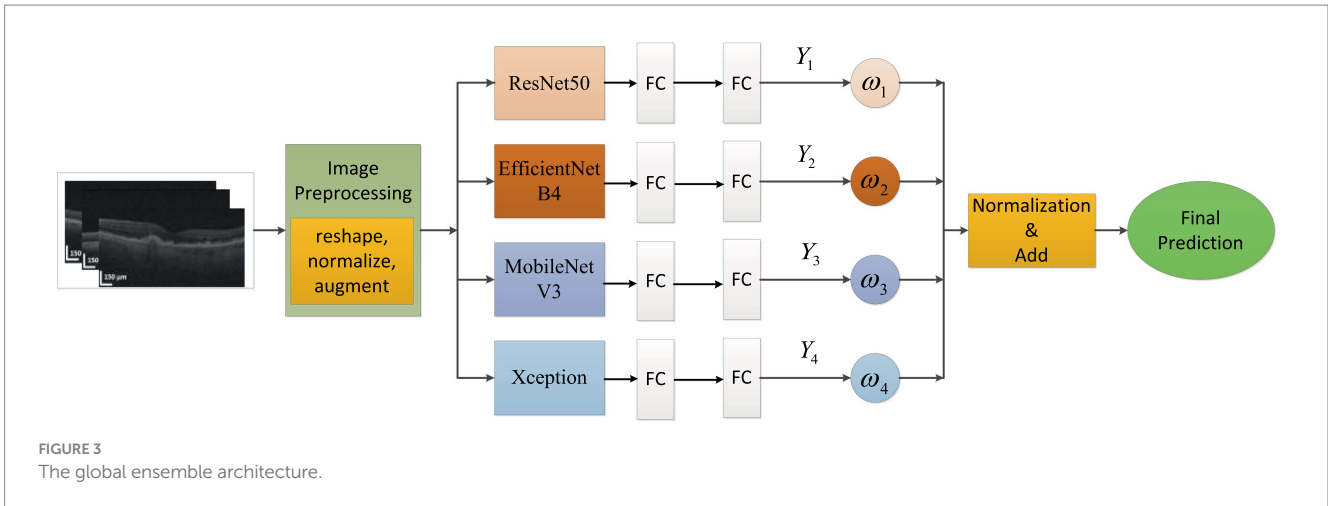 150
150
150 μm
Image
Preprocessing
reshape,
normalize,
augment
ResNet50
FC
FC
Y1
ω1
EfficientNet
B4
FC
FC
Y2
ω2
MobileNet
V3
FC
FC
Y3
ω3
Xception
FC
FC
Y4
ω4
Normalization
&
Add
Final
Prediction
FIGURE 3
The global ensemble architecture.